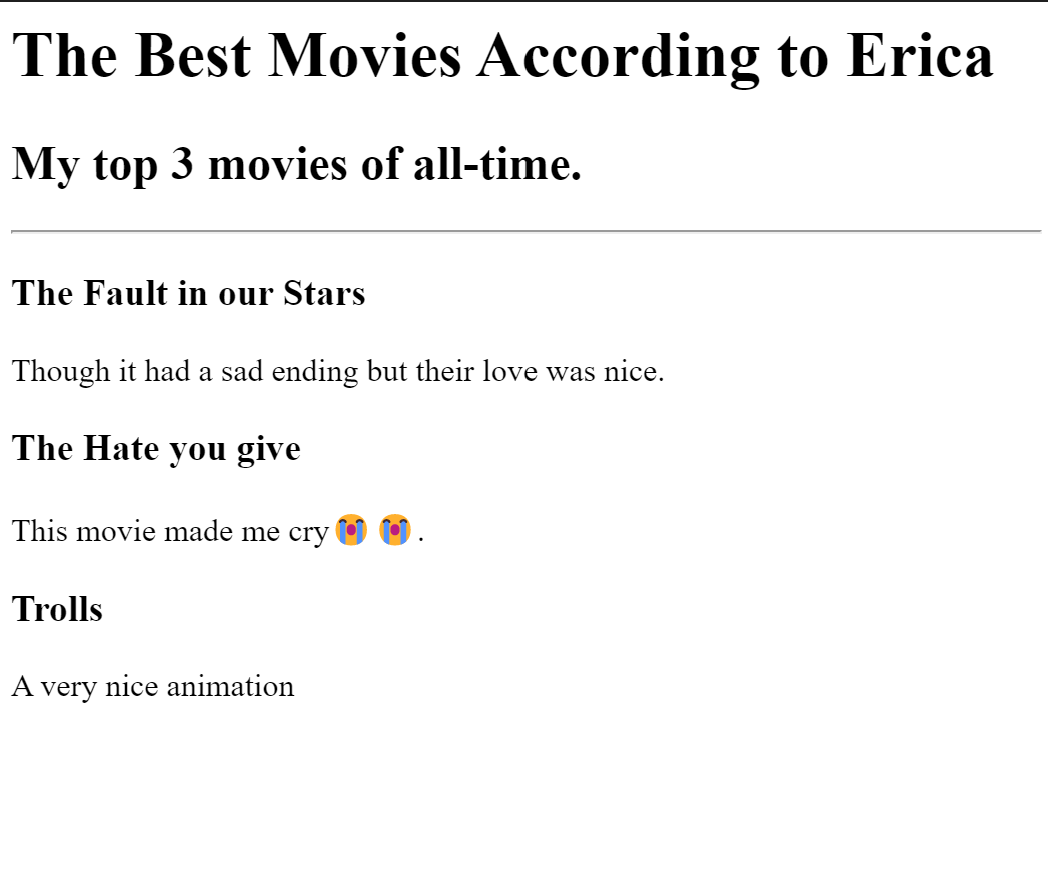 The Best Movies According to Erica
My top 3 movies of all-time.
The Fault in our Stars
Though it had a sad ending but their love was nice.
The Hate you give
This movie made me cry😭 😭 .
Trolls
A very nice animation